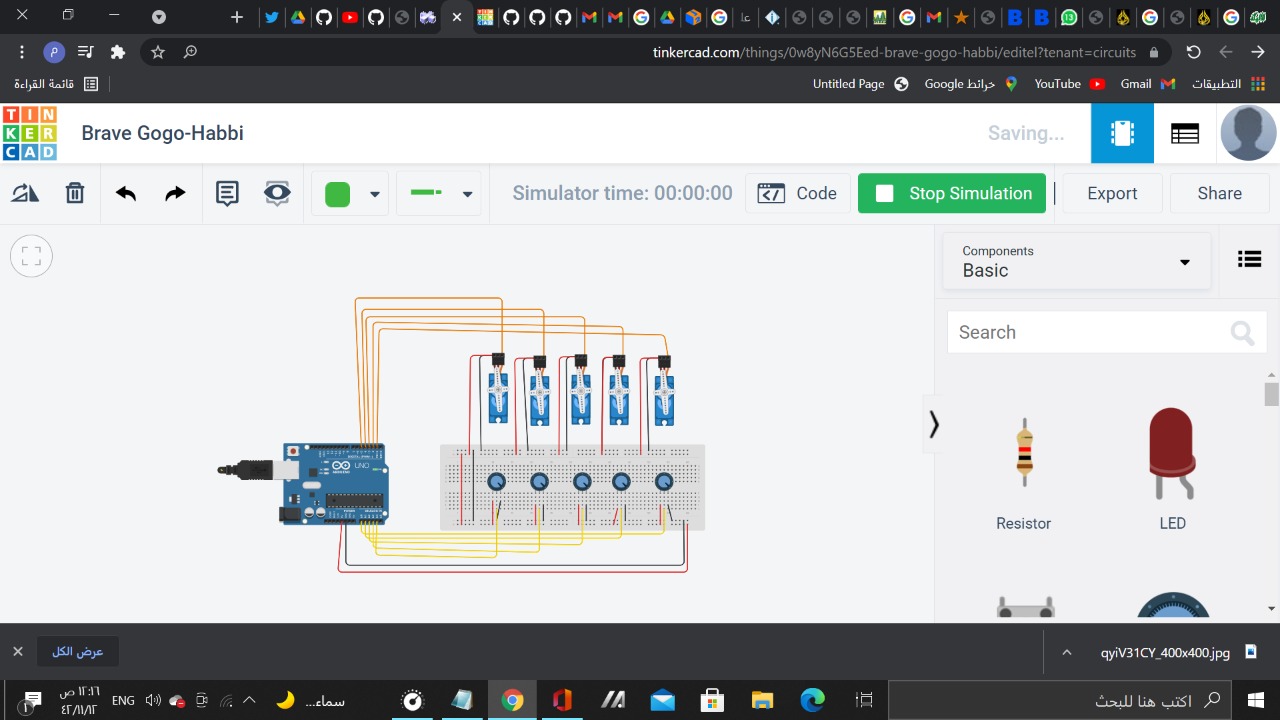 tinkercad.com/things/0w8yN6G5Eed-brave-gogo-habbi/editel?tenant=circuits
التطبيقات
Gmail
YouTube
خرائط Google
Untitled Page
قائمة القراءة
TIN
KER
CAD
Brave Gogo-Habbi
Saving...
Simulator time: 00:00:00
Code
Stop Simulation
Export
Share
Components
Basic
Search
Resistor
LED
UNO
عرض الكل
qyiV31CY_400x400.jpg
١٢:١٦ ص
٤٢/١١/١٢
ENG
سماء...
اكتب هنا للبحث